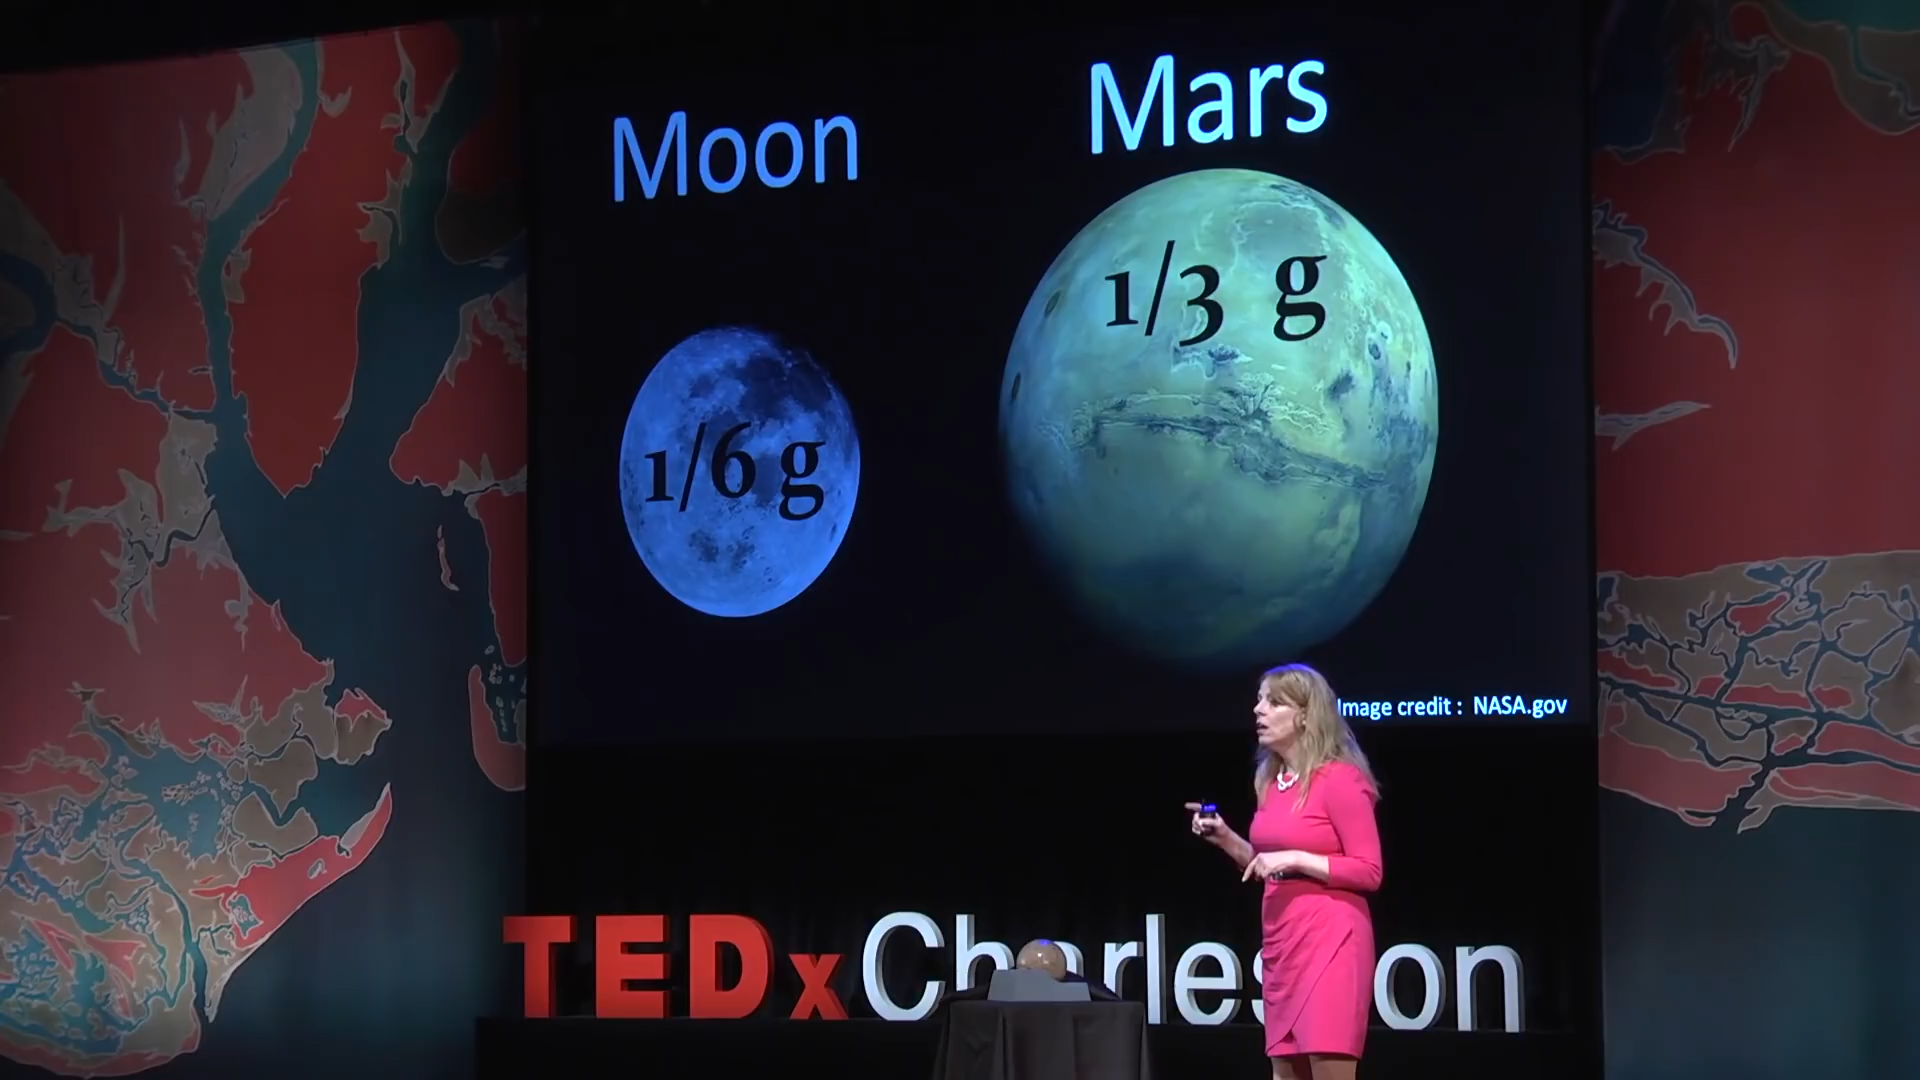 Moon
Mars
1/6 g
1/3 g
Image credit : NASA.gov
TEDxCharleston